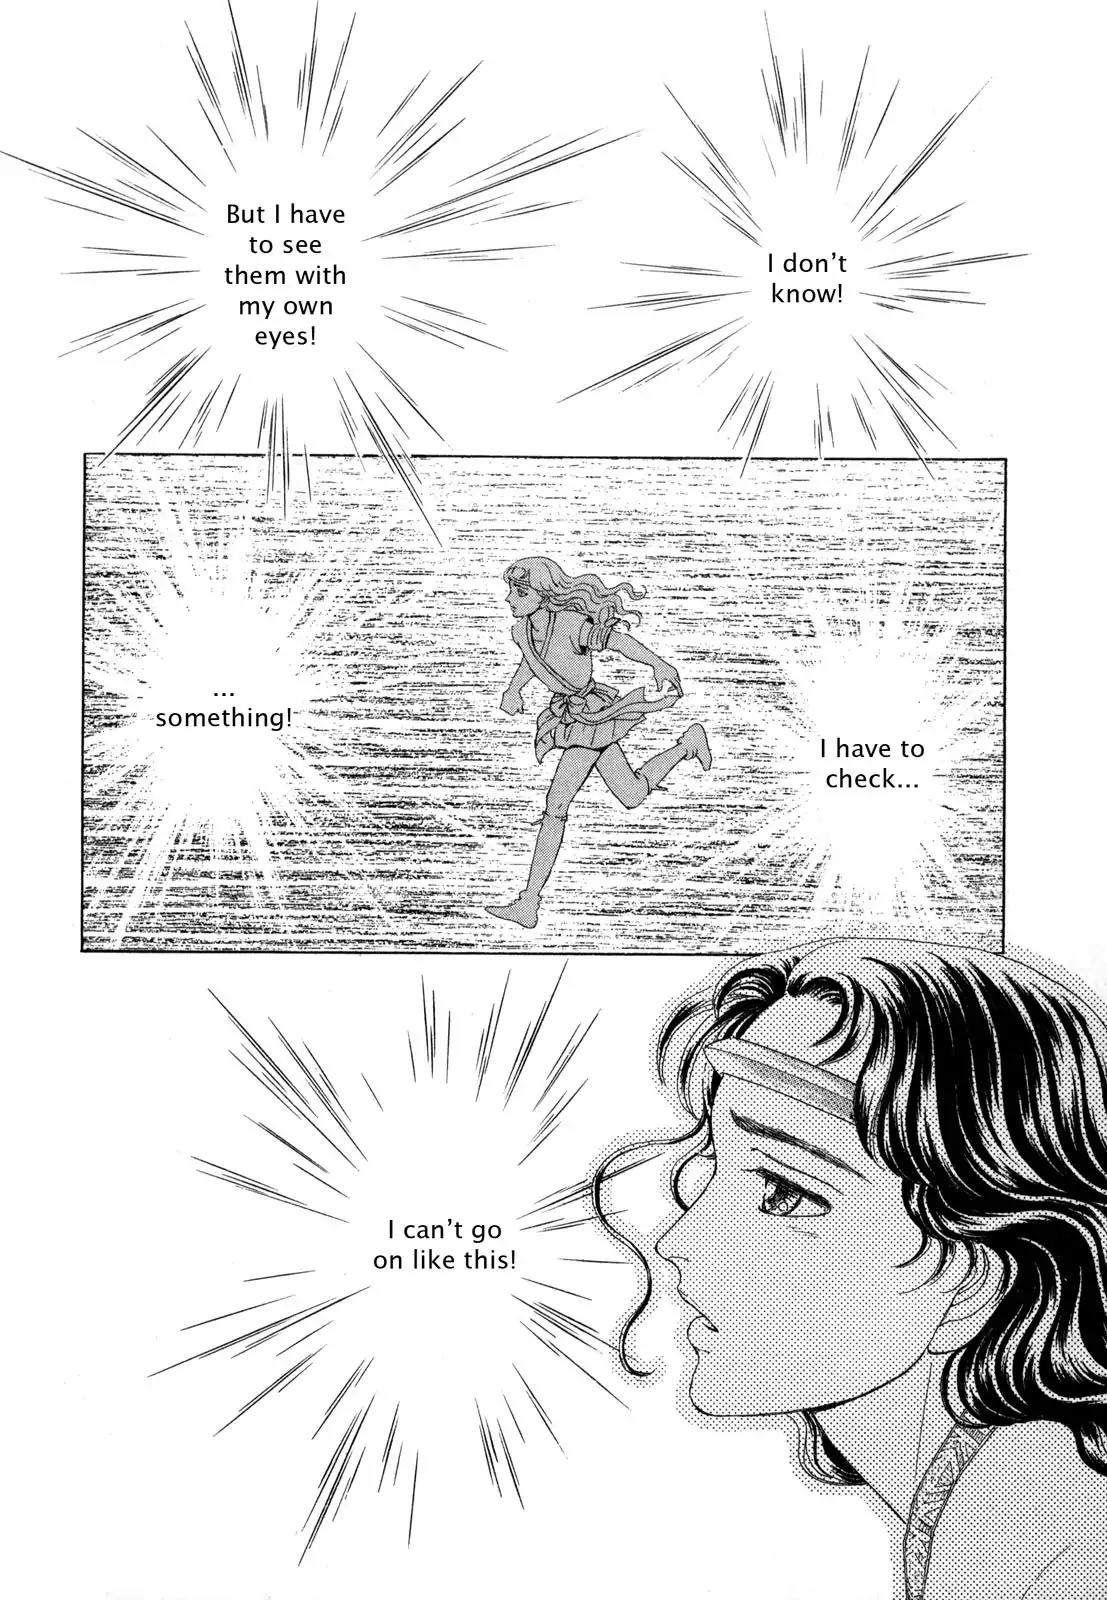 I don't
know!
But I have
to see
them with
my own
eyes!
I have to
check...
...
something!
I can't go
on like this!